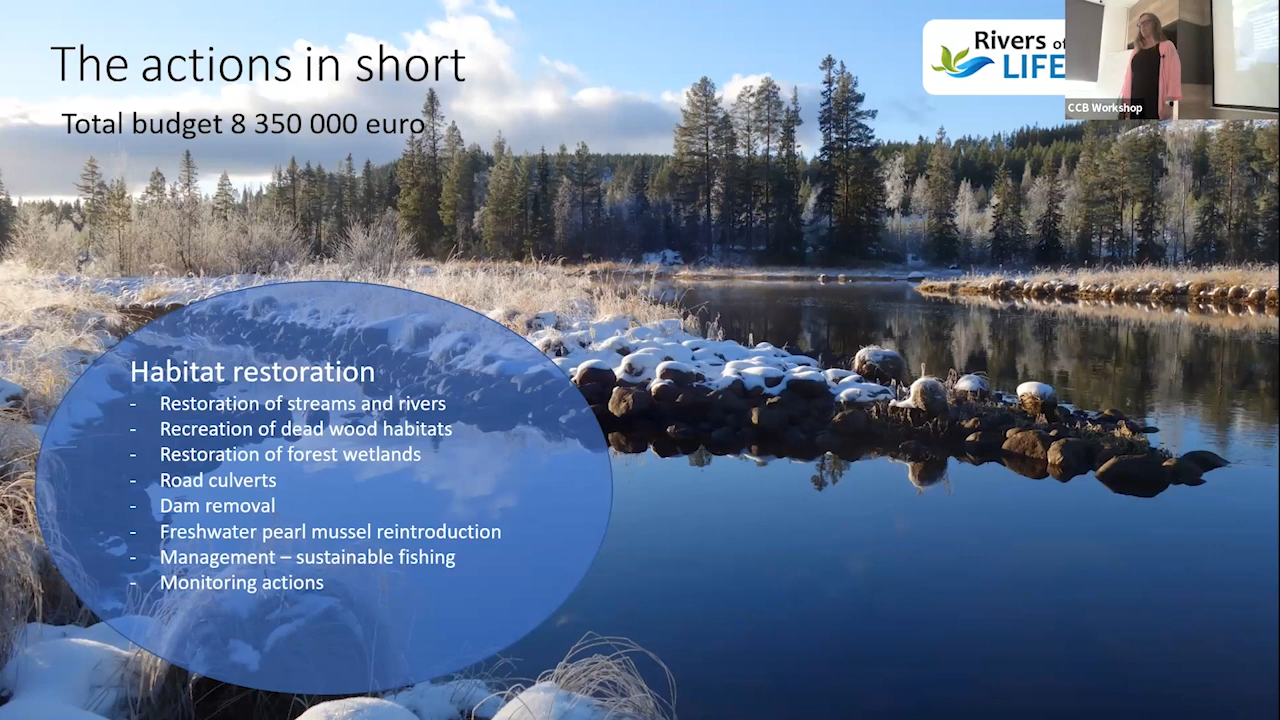 The actions in short
Total budget 8 350 000 euro
Rivers of
LIFE
CCB Workshop
Habitat restoration
- Restoration of streams and rivers
- Recreation of dead wood habitats
- Restoration of forest wetlands
- Road culverts
- Dam removal
- Freshwater pearl mussel reintroduction
- Management – sustainable fishing
- Monitoring actions